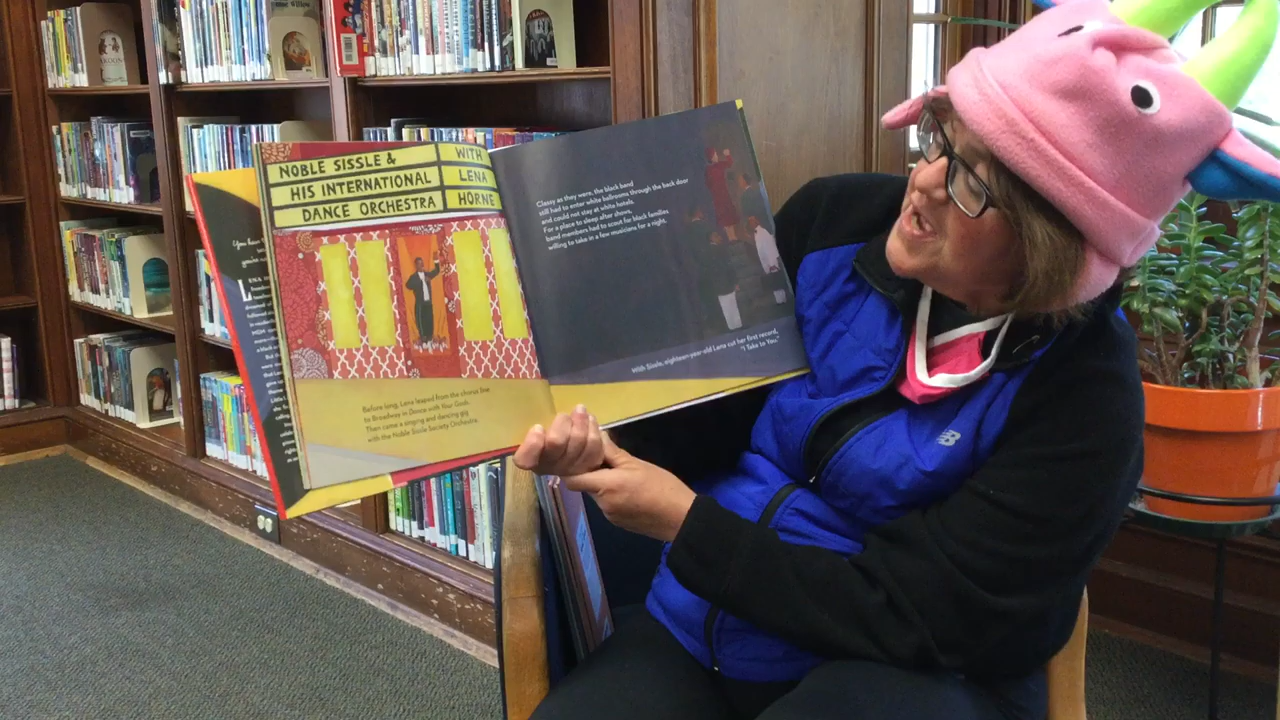 NOBLE SISSLE & WITH
HIS INTERNATIONAL LENA
DANCE ORCHESTRA HORNE
Before long, Lena leaped from the chorus line
to Broadway in Dance with Your Gods.
Then came a singing and dancing gig
with the Noble Sissle Society Orchestra.
Classy as they were, the black band
still had to enter white ballrooms through the back door
and could not stay at white hotels.
For a place to sleep after shows,
band members had to scout for black families
willing to take in a few musicians for a night.
With Sissle, eighteen-year-old Lena cut her first record,
"I Take to You."